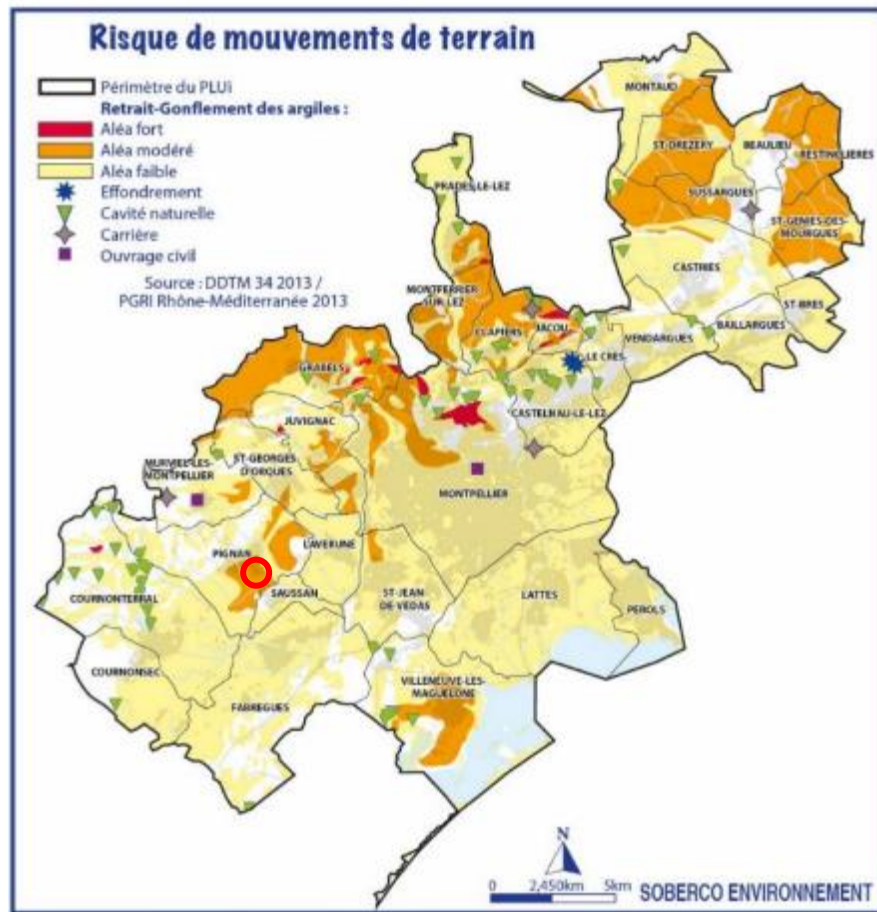 Risque de mouvements de terrain
Périmètre du PLUi
Retrait-Gonflement des argiles :
Aléa fort
Aléa modéré
Aléa faible
Effondrement
Cavité naturelle
Carrière
Ouvrage civil
Source : DDTM 34 2013 /
PGRI Rhône-Méditerranée 2013
MONTAUD
ST-DREZERY
BEAULIEU
RESTINCLIERES
SUSSARGUES
ST-GENIES-DES-
MOURGUES
PRADES-LE-LEZ
CASTRIES
MONTFERRIER
SUR-LEZ
ST-BRES
CLAPIERS
JACOU
VENDARGUES
BAILLARGUES
LE CRES
GRABELS
CASTELNAU-LE-LEZ
JUVIGNAC
MURVIEL-LES-
MONTPELLIER
ST-GEORGES
D'ORQUES
MONTPELLIER
PIGNAN
LAVERUNE
COURNONTERRAL
SAUSSAN
ST-JEAN
DE-VEDAS
LATTES
PEROLS
COURNONSEC
VILLENEUVE-LES-
MAGUELONE
FABREGUES
N
0 2,450km 5km
SOBERCO ENVIRONNEMENT